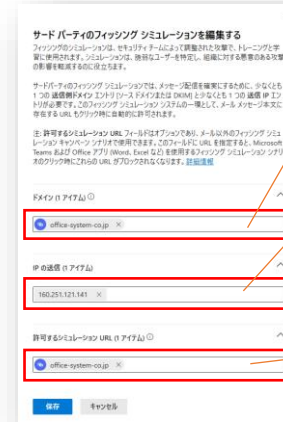 サード パーティのフィッシング シミュレーションを編集する
フィッシングのシミュレーションは、セキュリティ チームによって調整された攻撃で、トレーニングと学
習に使用されます。シミュレーションは、脆弱なユーザーを特定し、組織に対する悪意のある攻撃
の影響を軽減するのに役立ちます。
サード パーティのフィッシング シミュレーションでは、メッセージ配信を確実にするために、少なくとも
1 つの 送信側ドメイン エントリ (ソース ドメインまたは DKIM) と少なくとも 1 つの 送信 IP エン
トリが必要です。このフィッシング シミュレーション システムの一環として、メール メッセージ本文に
存在する URL もクリック時に自動的に許可されます。
注: 許可するシミュレーション URL フィールドはオプションであり、メール以外のフィッシング シミュ
レーション キャンペーン シナリオで使用できます。このフィールドに URL を指定すると、Microsoft
Teams および Office アプリ (Word、Excel など) を使用するフィッシング シミュレーション シナリ
オのクリック時にこれらの URL がブロックされなくなります。詳細情報
ドメイン (1 アイテム)
office-system-co.jp ×
IP の送信 (1 アイテム)
160.251.121.141 ×
許可するシミュレーション URL (1 アイテム)
office-system-co.jp ×
保存 キャンセル